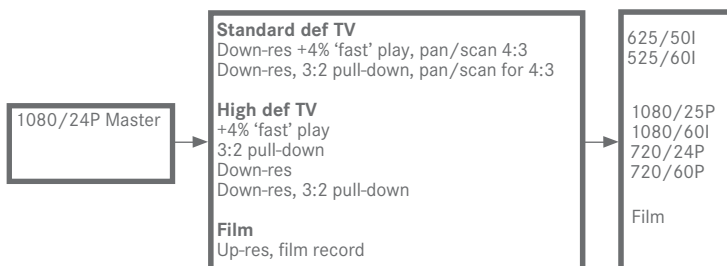 1080/24P Master
Standard def TV
Down-res +4% ‘fast’ play, pan/scan 4:3
Down-res, 3:2 pull-down, pan/scan for 4:3
High def TV
+4% ‘fast’ play
3:2 pull-down
Down-res
Down-res, 3:2 pull-down
Film
Up-res, film record
625/50I
525/60I
1080/25P
1080/60I
720/24P
720/60P
Film